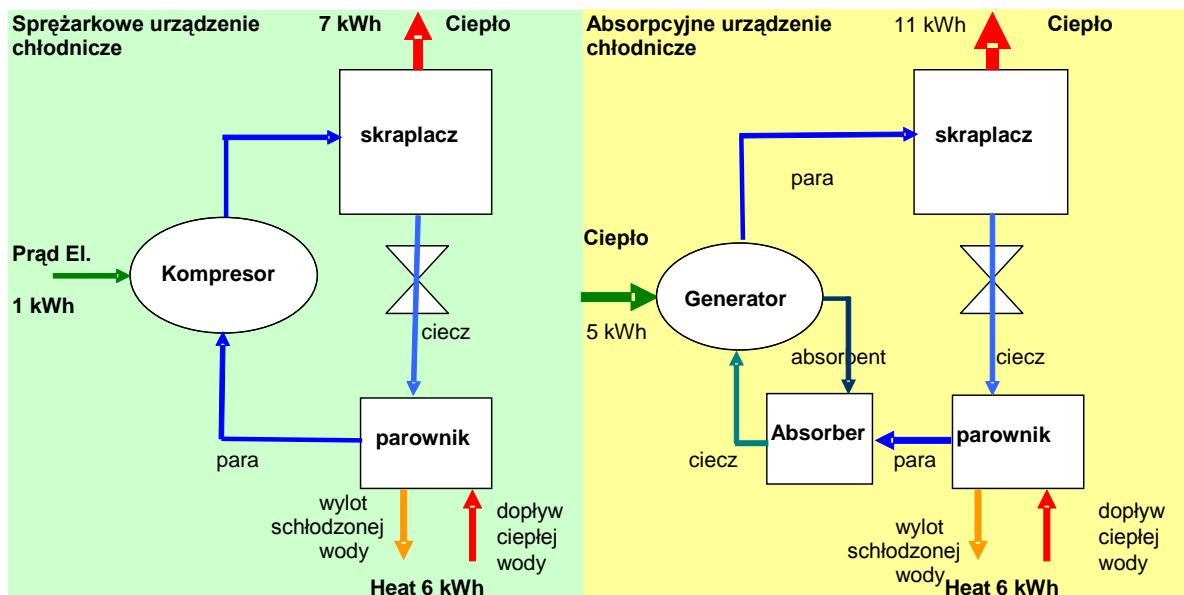 Sprężarkowe urządzenie
chłodnicze
7 kWh
Ciepło
skraplacz
Prąd El.
1 kWh
Kompresor
ciecz
parownik
para
wylot
schłodzonej
wody
dopływ
ciepłej
wody
Heat 6 kWh
Absorpcyjne urządzenie
chłodnicze
11 kWh
Ciepło
skraplacz
para
Ciepło
5 kWh
Generator
absorbent
ciecz
Absorber
parownik
ciecz
para
wylot
schłodzonej
wody
dopływ
ciepłej
wody
Heat 6 kWh